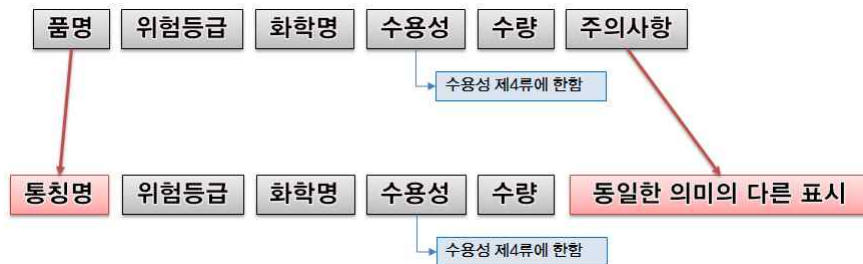 품명 위험등급 화학명 수용성 수량 주의사항
수용성 제4류에 한함
통칭명 위험등급 화학명 수용성 수량 동일한 의미의 다른 표시
수용성 제4류에 한함